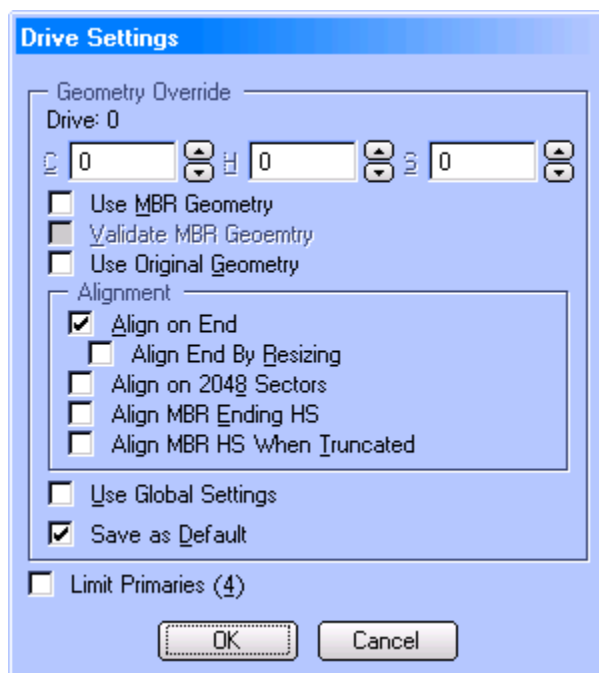 Drive Settings
Geometry Override
Drive: 0
C 0 H 0 S 0
Use MBR Geometry
Validate MBR Geoemtry
Use Original Geometry
Alignment
Align on End
Align End By Resizing
Align on 2048 Sectors
Align MBR Ending HS
Align MBR HS When Truncated
Use Global Settings
Save as Default
Limit Primaries (4)
OK Cancel